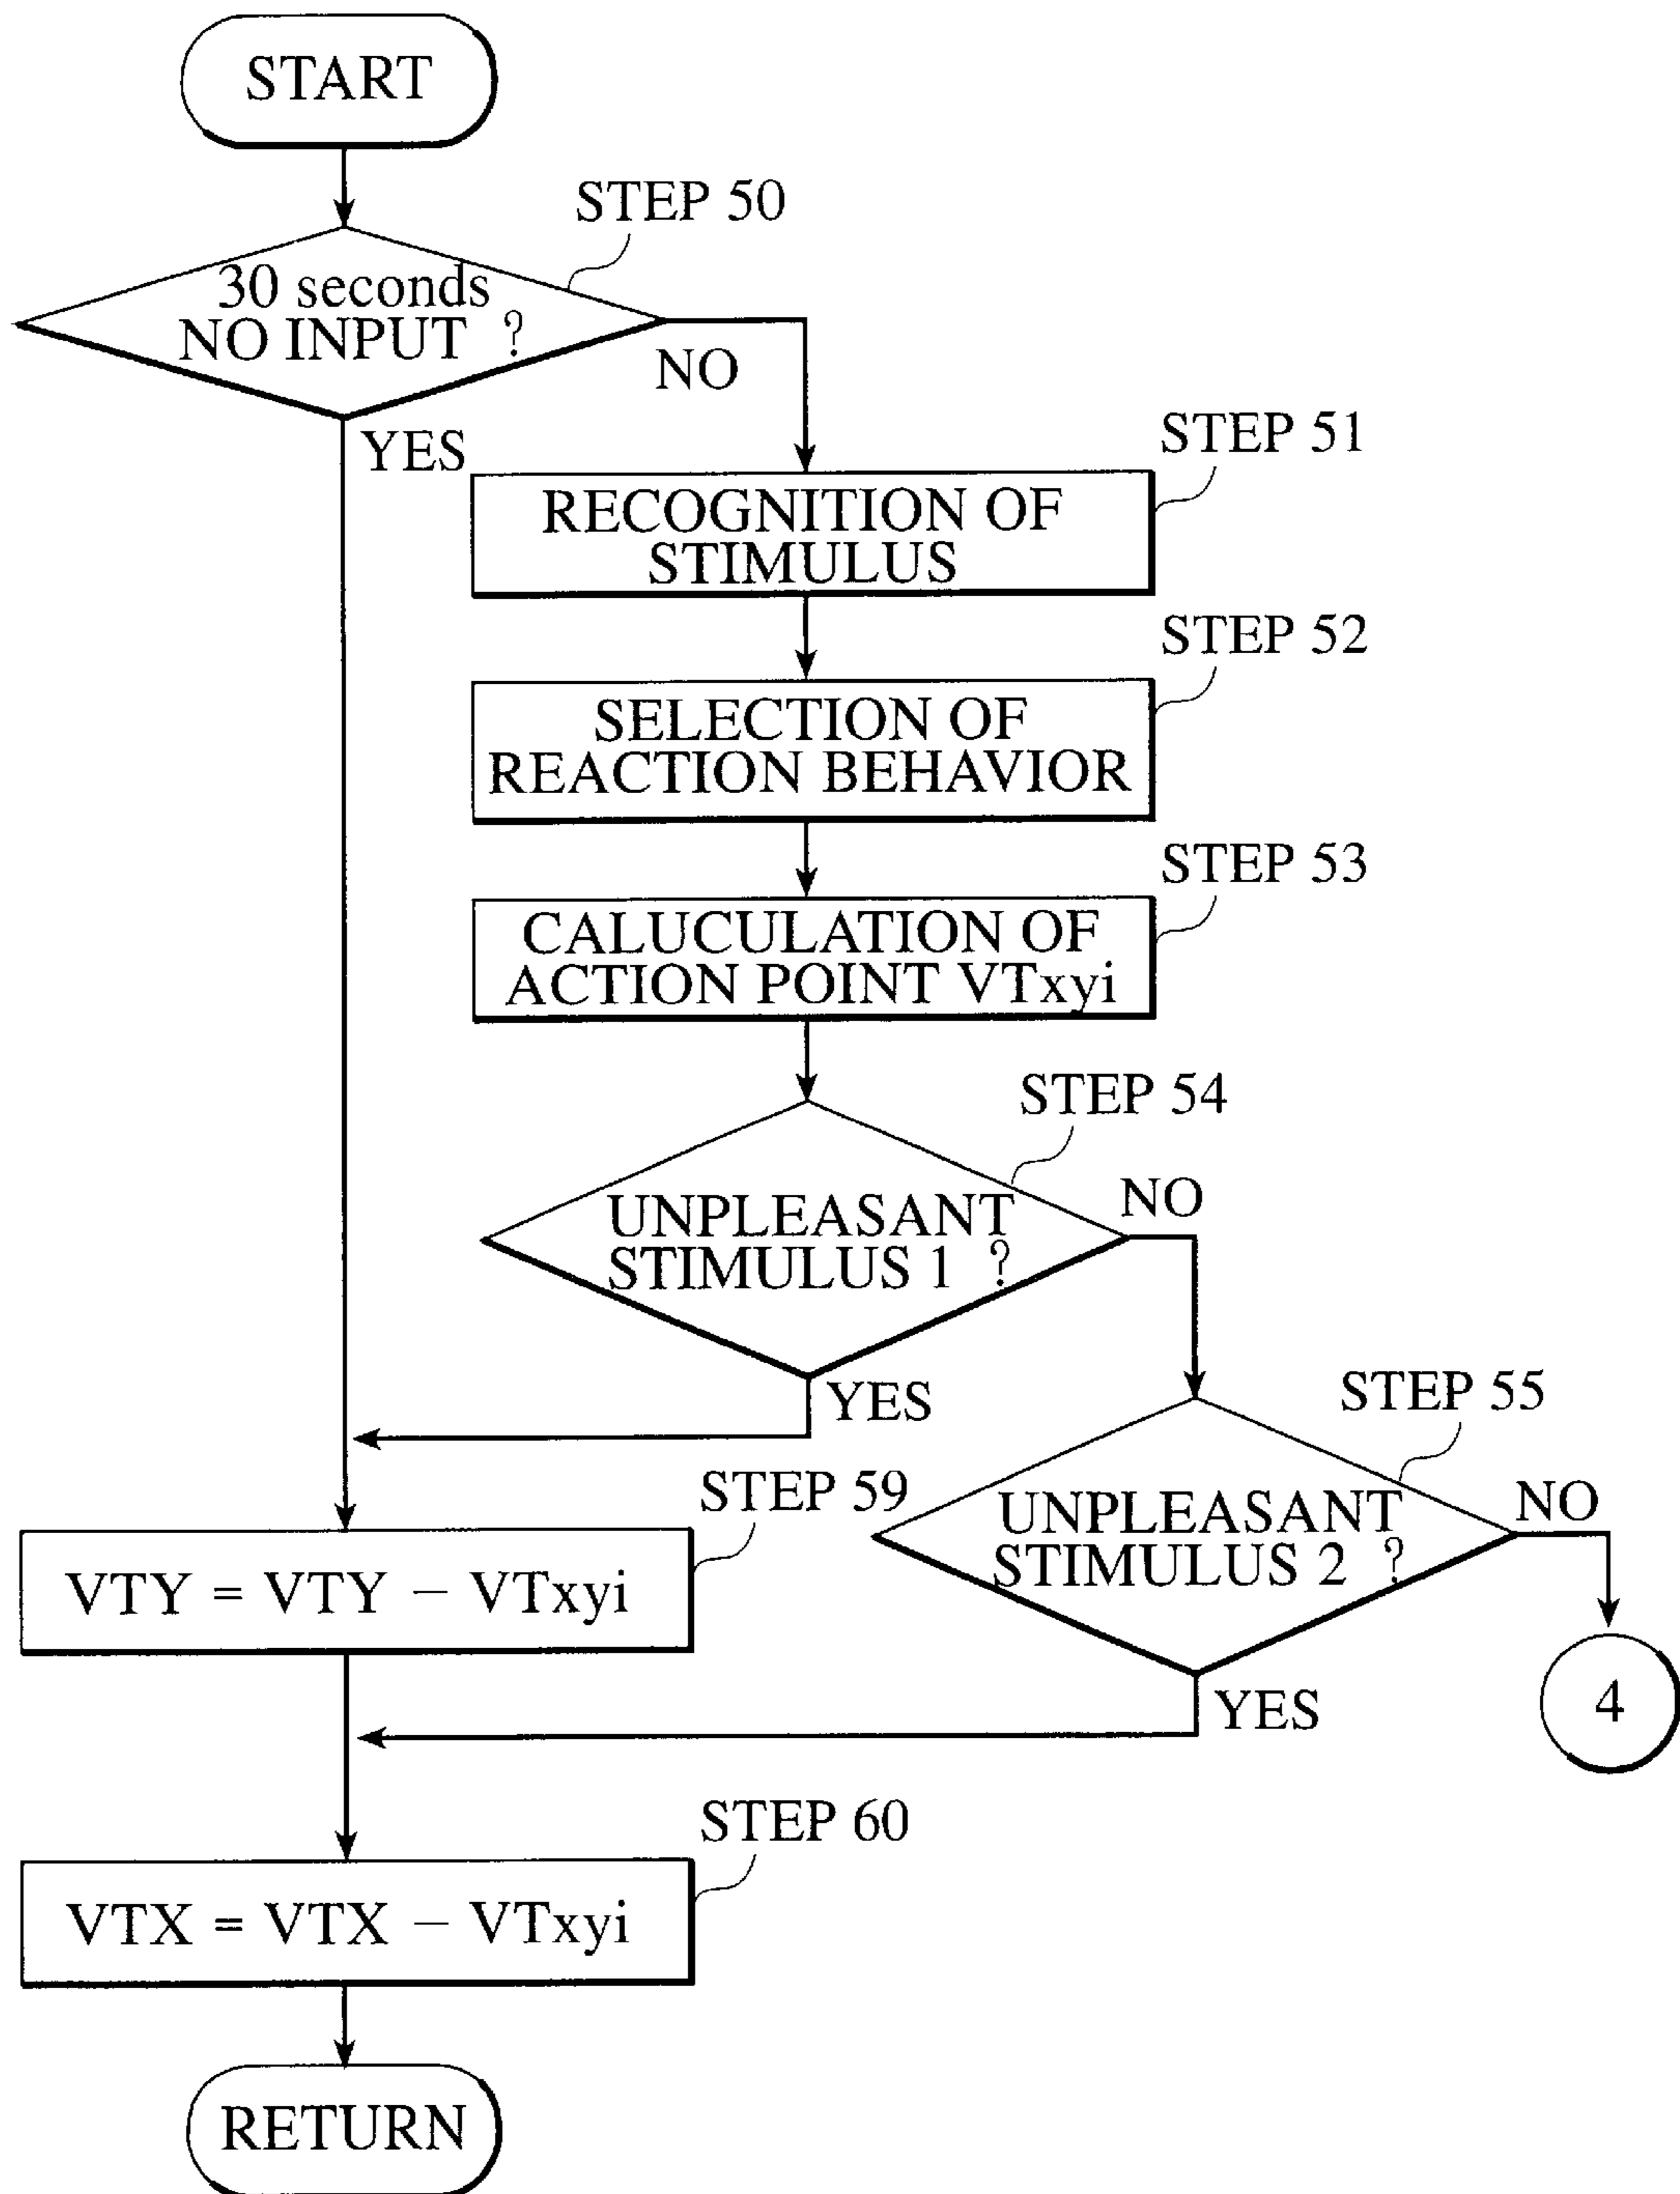 START
STEP 50
30 seconds
NO INPUT ?
NO
YES
STEP 51
RECOGNITION OF
STIMULUS
STEP 52
SELECTION OF
REACTION BEHAVIOR
STEP 53
CALUCULATION OF
ACTION POINT VTxyi
STEP 54
UNPLEASANT
STIMULUS 1 ?
NO
YES
STEP 55
UNPLEASANT
STIMULUS 2 ?
NO
YES
4
STEP 59
VTY = VTY − VTxyi
STEP 60
VTX = VTX − VTxyi
RETURN